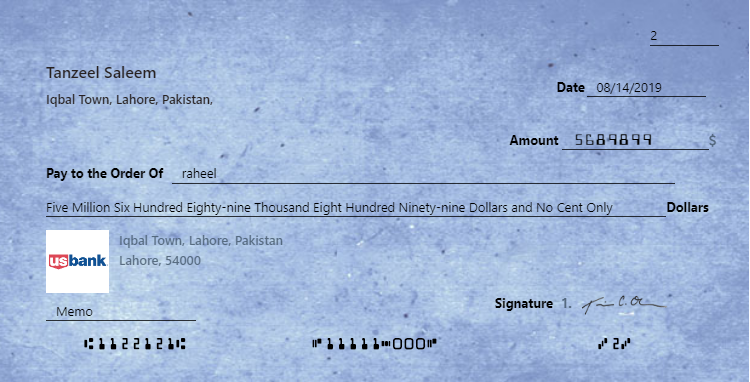 2
Tanzeel Saleem
Iqbal Town, Lahore, Pakistan,
Date 08/14/2019
Amount 5689899 $
Pay to the Order Of raheel
Five Million Six Hundred Eighty-nine Thousand Eight Hundred Ninety-nine Dollars and No Cent Only Dollars
usbank
Iqbal Town, Lahore, Pakistan
Lahore, 54000
Signature 1.
Memo
⑆1122121⑆ ⑈11111⑉000⑈ ⑇2⑇